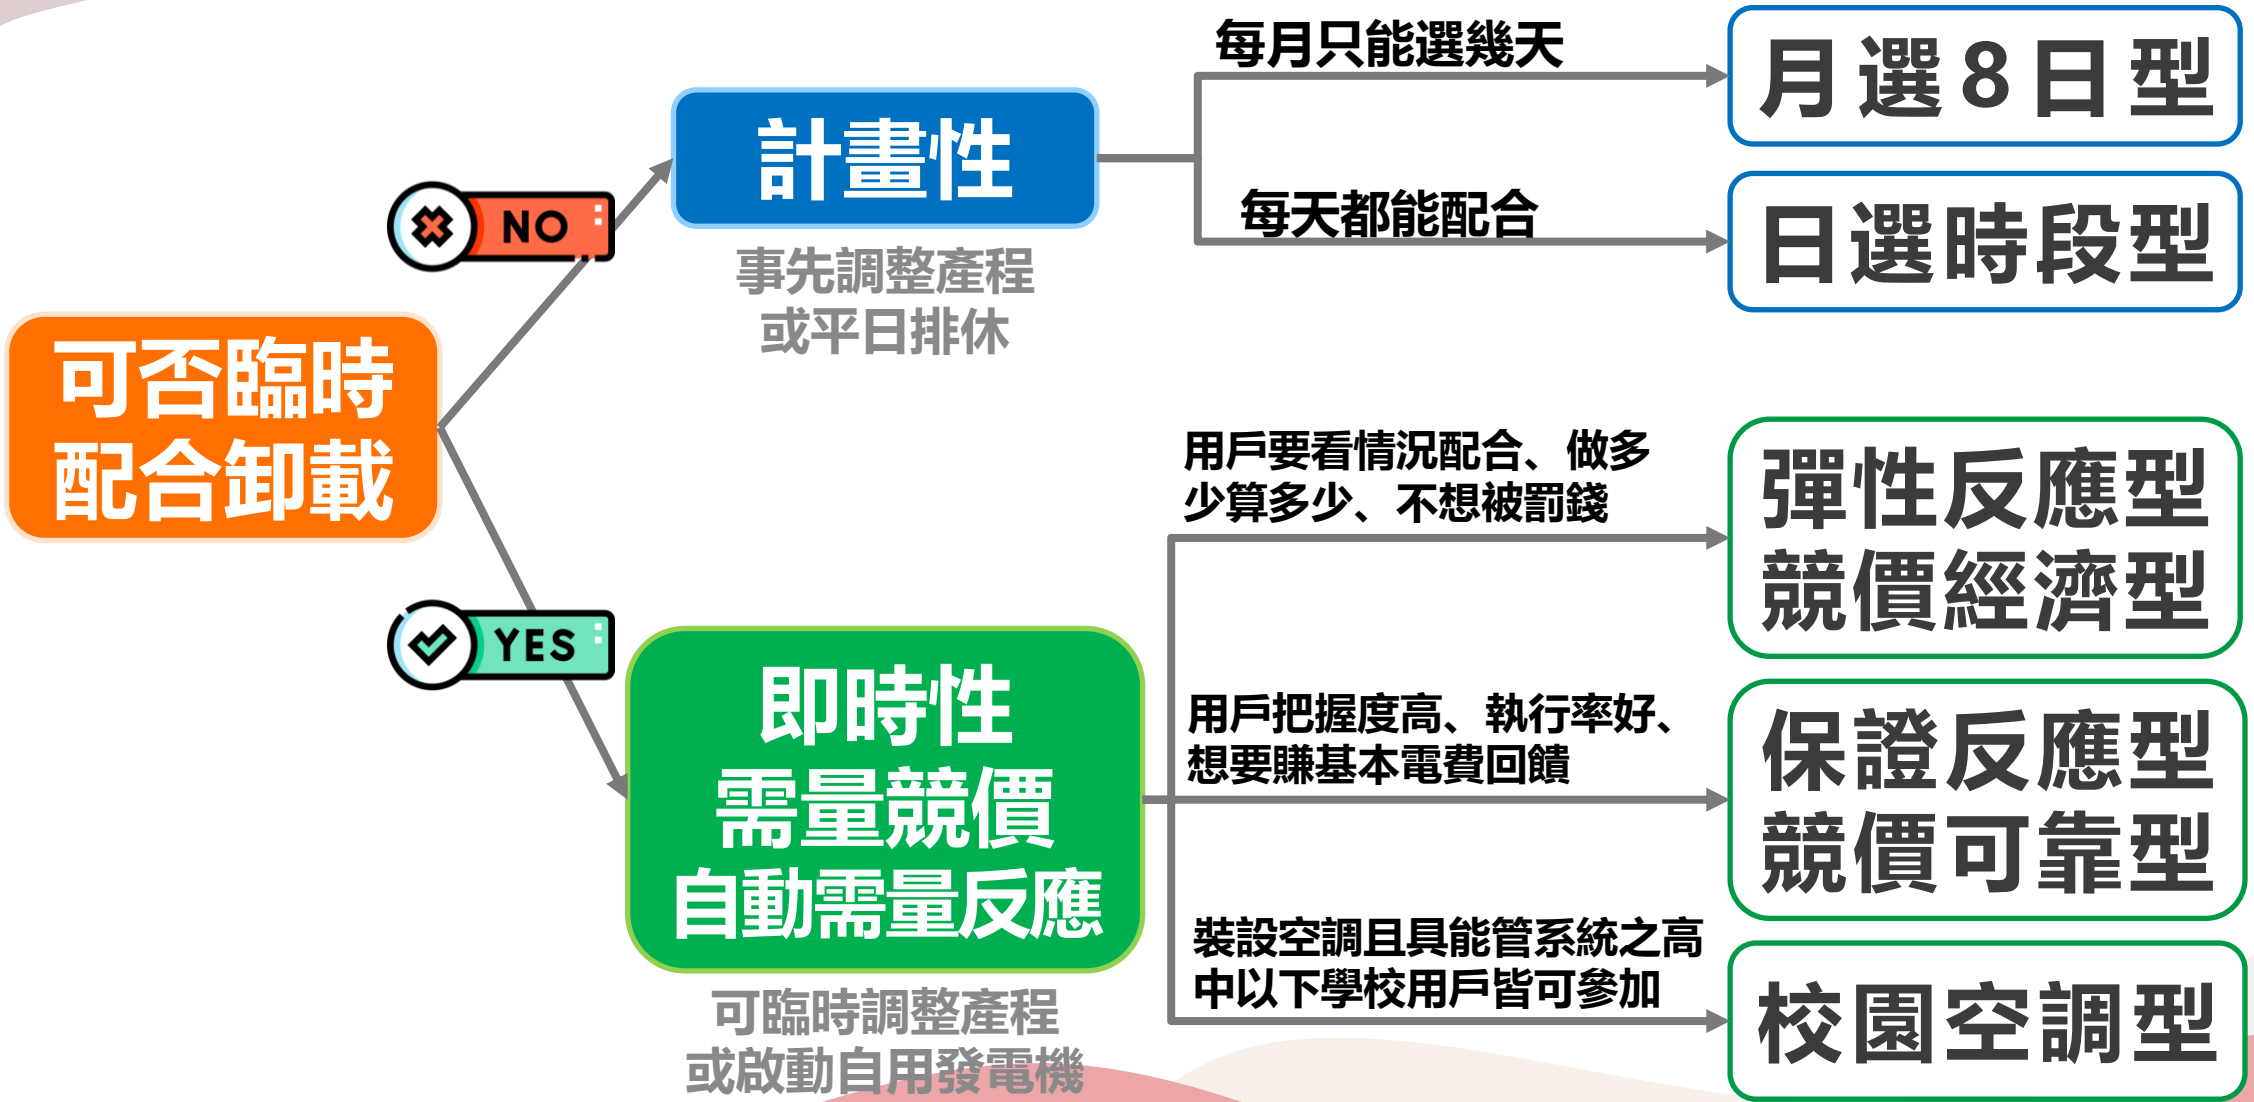 可否臨時
配合卸載
NO
計畫性
事先調整產程
或平日排休
每月只能選幾天
月選8日型
每天都能配合
日選時段型
YES
即時性
需量競價
自動需量反應
可臨時調整產程
或啟動自用發電機
用戶要看情況配合、做多
少算多少、不想被罰錢
彈性反應型
競價經濟型
用戶把握度高、執行率好、
想要賺基本電費回饋
保證反應型
競價可靠型
裝設空調且具能管系統之高
中以下學校用戶皆可參加
校園空調型